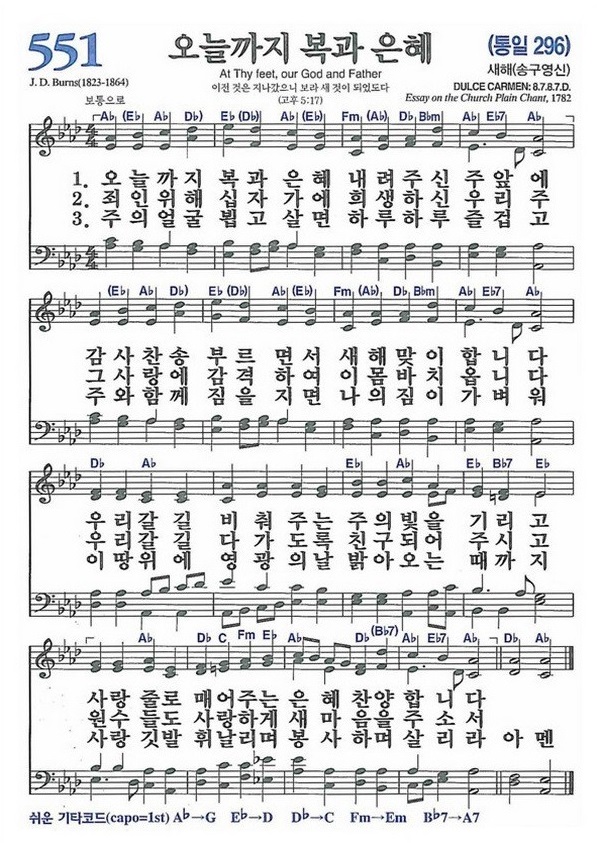 551
오늘까지 복과 은혜
(통일 296)
At Thy feet, our God and Father
새해(송구영신)
J. D. Burns(1823-1864)
이전 것은 지나갔으니 보라 새 것이 되었도다
DULCE CARMEN: 8.7.8.7.D.
보통으로
(고후 5:17)
Essay on the Church Plain Chant, 1782
A♭ (E♭ A♭ D♭) E♭ (D♭) A♭ (E♭) Fm (A♭) D♭ B♭m A♭ E♭7 A♭
1. 오늘까지 복과은혜 내려주신주앞에
2. 죄인위해 십자가에 희생하신우리주
3. 주의얼굴 뵙고살면 하루하루즐겁고
(E♭ A♭ D♭) E♭ (D♭) A♭ (E♭) Fm (A♭) D♭ B♭m A♭ E♭7 A♭
감사찬송 부르면서 새해맞이합니다
그사랑에 감격하여 이몸바치옵니다
주와함께 짐을지면 나의짐이가벼워
D♭ A♭ E♭ A♭ E♭ B♭7 E♭
우리갈길 비춰주는 주의빛을기리고
우리갈길 다가도록 친구되어주시고
이땅위에 영광의날 밝아오는때까지
A♭ D♭ C Fm E♭ A♭ D♭ (B♭7) A♭ E♭7 A♭ D♭ A♭
사랑줄로 매어주는 은혜찬양합니다
원수들도 사랑하게 새마음을주소서
사랑깃발 휘날리며 봉사하며살리라 아멘
쉬운 기타코드(capo=1st) A♭→G E♭→D D♭→C Fm→Em B♭7→A7